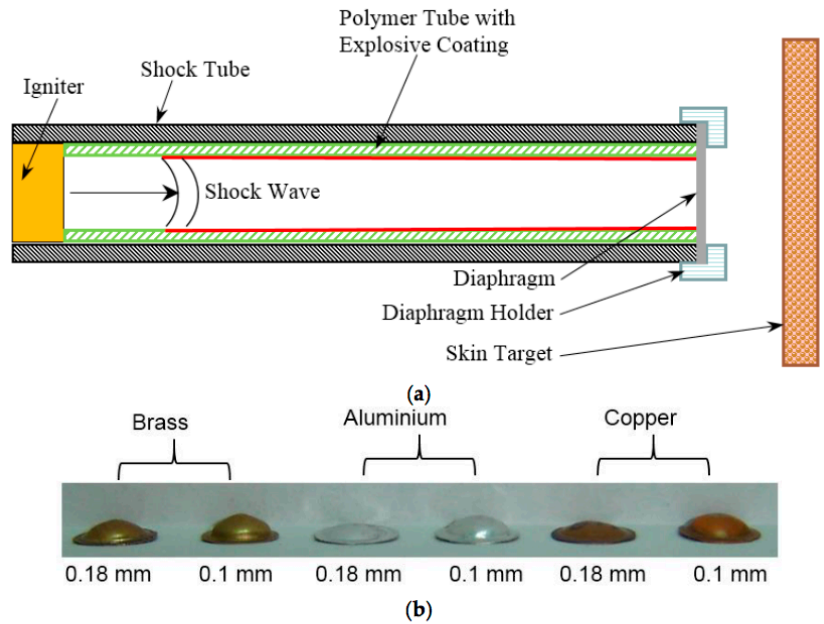 Polymer Tube with
Explosive Coating
Shock Tube
Igniter
Shock Wave
Diaphragm
Diaphragm Holder
Skin Target
(a)
Brass
Aluminium
Copper
0.18 mm
0.1 mm
0.18 mm
0.1 mm
0.18 mm
0.1 mm
(b)